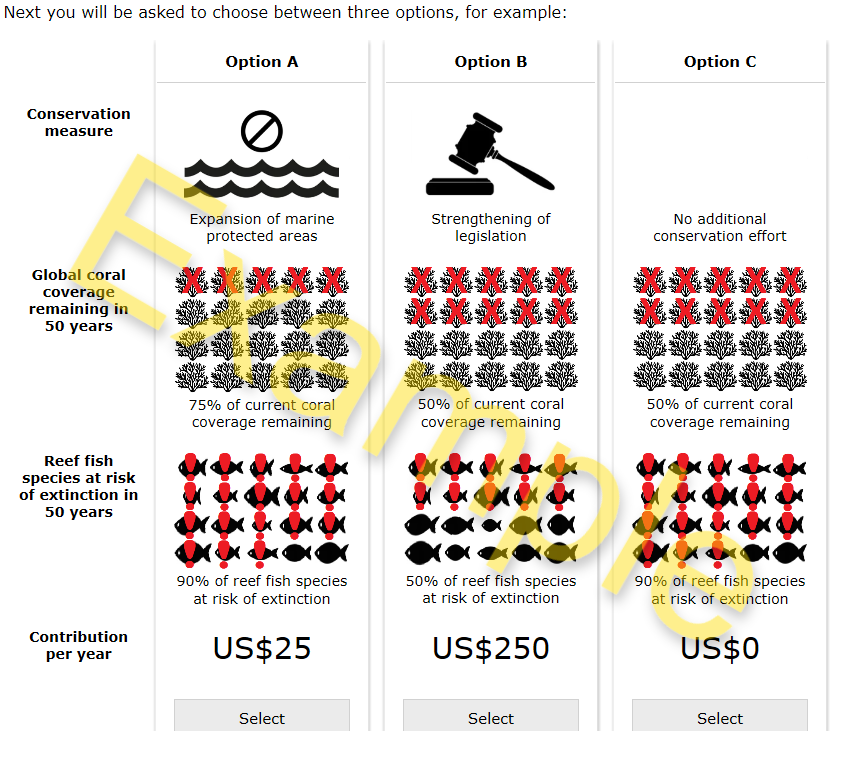 Next you will be asked to choose between three options, for example:
Option A Option B Option C
Conservation
measure
Expansion of marine
protected areas
Strengthening of
legislation
No additional
conservation effort
Global coral
coverage
remaining in
50 years
75% of current coral
coverage remaining
50% of current coral
coverage remaining
50% of current coral
coverage remaining
Reef fish
species at risk
of extinction in
50 years
90% of reef fish species
at risk of extinction
50% of reef fish species
at risk of extinction
90% of reef fish species
at risk of extinction
Contribution
per year
US$25 US$250 US$0
Select Select Select
Example